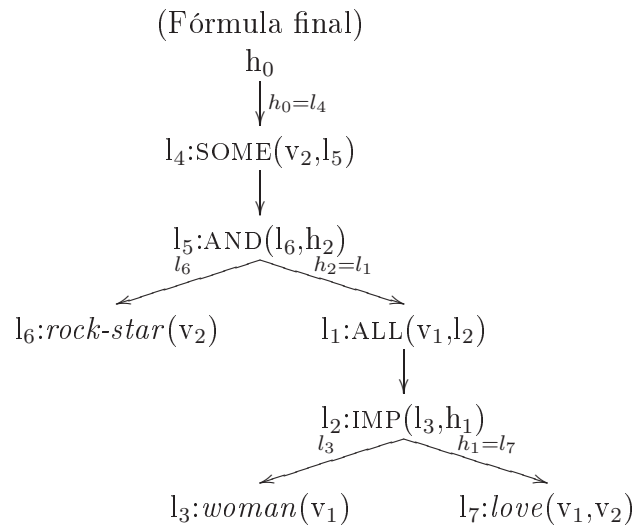 (Fórmula final)
h₀
h₀=l₄
l₄:SOME(v₂,l₅)
l₅:AND(l₆,h₂)
l₆ h₂=l₁
l₆:rock-star(v₂) l₁:ALL(v₁,l₂)
l₂:IMP(l₃,h₁)
l₃ h₁=l₇
l₃:woman(v₁) l₇:love(v₁,v₂)